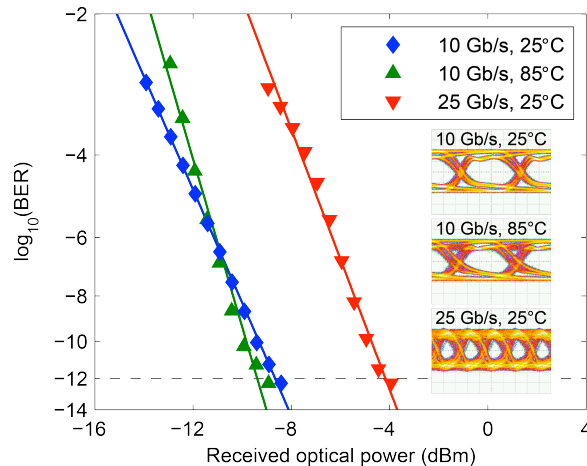 −2
−4
−6
−8
−10
−12
−14
log10(BER)
10 Gb/s, 25°C
10 Gb/s, 85°C
25 Gb/s, 25°C
10 Gb/s, 25°C
10 Gb/s, 85°C
25 Gb/s, 25°C
−16
−12
−8
−4
0
4
Received optical power (dBm)